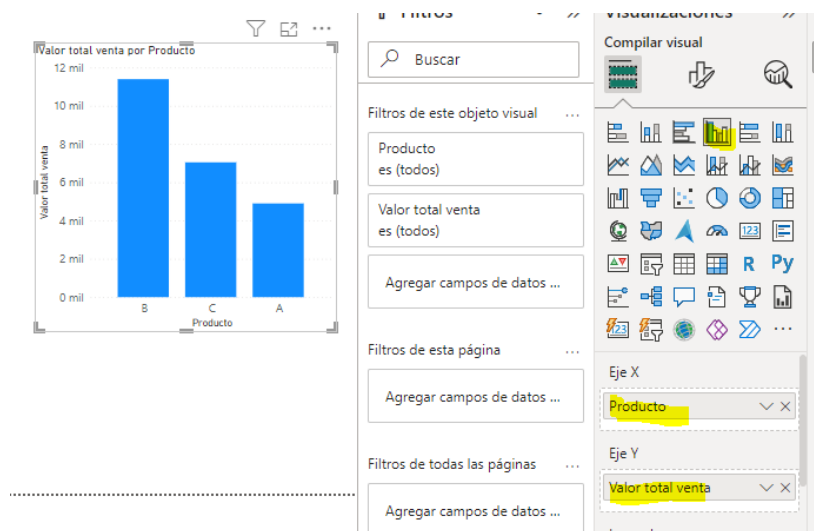 Valor total venta por Producto
12 mil
10 mil
8 mil
6 mil
4 mil
2 mil
0 mil
Valor total venta
B
C
A
Producto
Filtros
Buscar
Filtros de este objeto visual
Producto
es (todos)
Valor total venta
es (todos)
Agregar campos de datos ...
Filtros de esta página
Agregar campos de datos ...
Filtros de todas las páginas
Agregar campos de datos ...
Visualizaciones
Compilar visual
123
R
Py
123
Eje X
Producto
Eje Y
Valor total venta